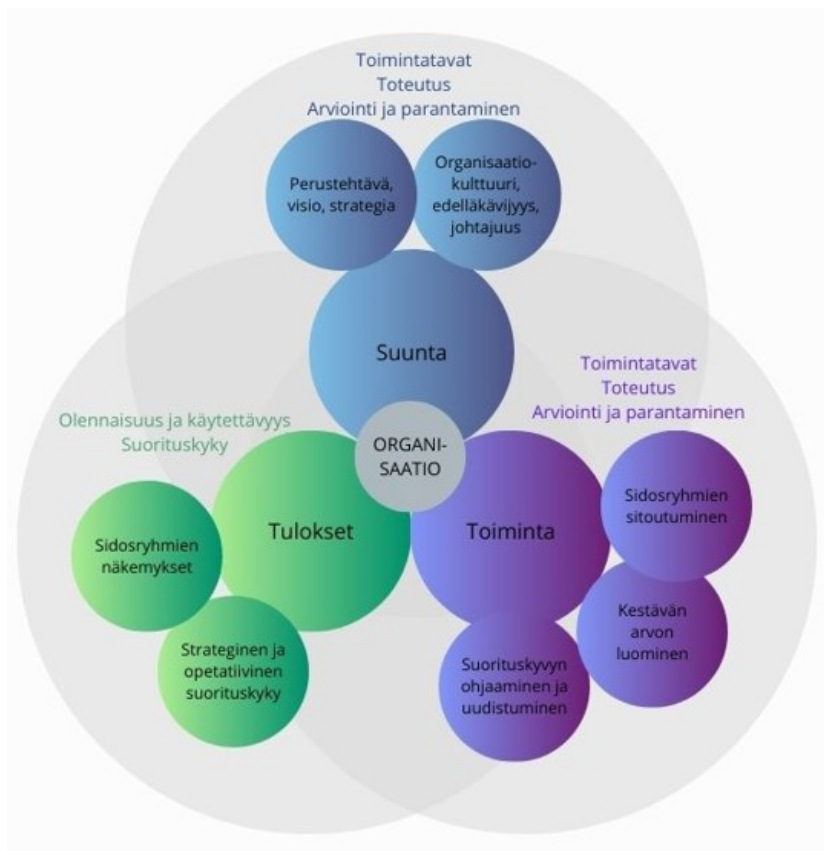 Toimintatavat
Toteutus
Arviointi ja parantaminen
Perustehtävä,
visio, strategia
Organisaatio-
kulttuuri,
edelläkävijyys,
johtajuus
Suunta
Toimintatavat
Toteutus
Arviointi ja parantaminen
Olennaisuus ja käytettävyys
Suorituskyky
ORGANI-
SAATIO
Tulokset
Toiminta
Sidosryhmien
sitoutuminen
Sidosryhmien
näkemykset
Kestävän
arvon
luominen
Strateginen ja
opetatiivinen
suorituskyky
Suorituskyvyn
ohjaaminen ja
uudistuminen